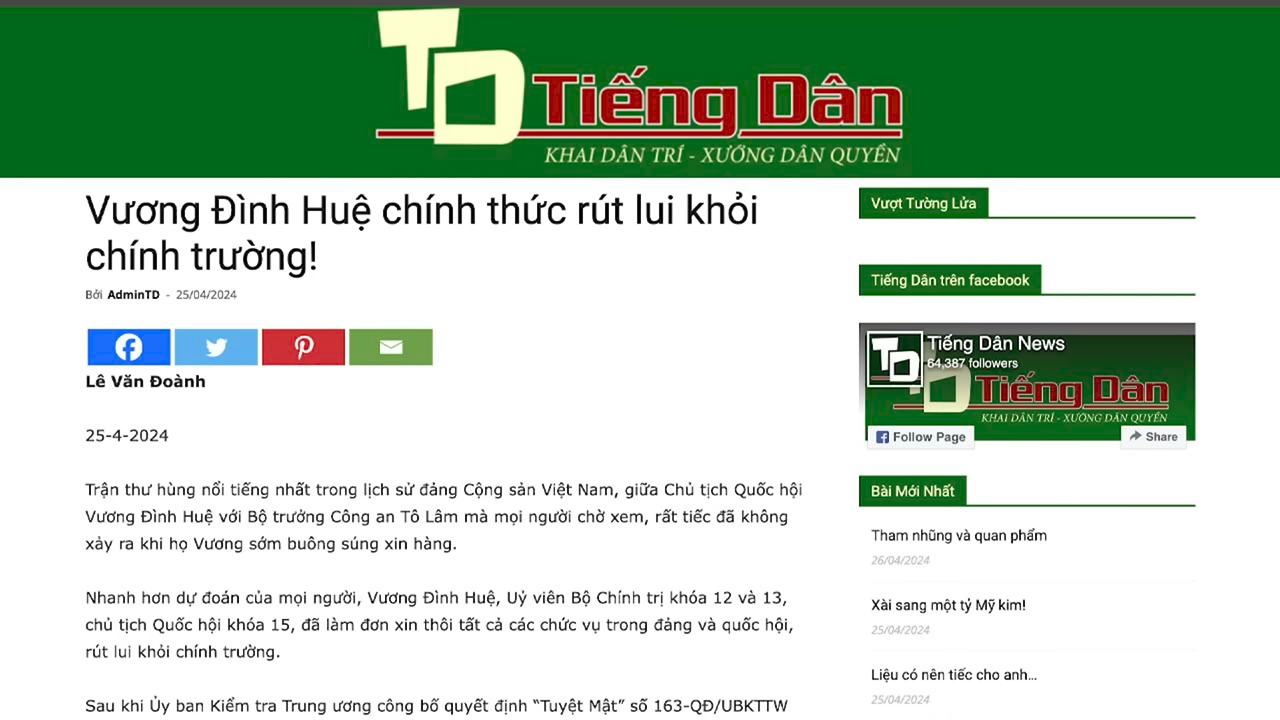 TD Tiếng Dân
KHAI DÂN TRÍ - XƯỚNG DÂN QUYỀN
Vương Đình Huệ chính thức rút lui khỏi
chính trường!
Bởi AdminTD - 25/04/2024
Lê Văn Đoành
25-4-2024
Trận thư hùng nổi tiếng nhất trong lịch sử đảng Cộng sản Việt Nam, giữa Chủ tịch Quốc hội
Vương Đình Huệ với Bộ trưởng Công an Tô Lâm mà mọi người chờ xem, rất tiếc đã không
xảy ra khi họ Vương sớm buông súng xin hàng.
Nhanh hơn dự đoán của mọi người, Vương Đình Huệ, Uỷ viên Bộ Chính trị khóa 12 và 13,
chủ tịch Quốc hội khóa 15, đã làm đơn xin thôi tất cả các chức vụ trong đảng và quốc hội,
rút lui khỏi chính trường.
Sau khi Ủy ban Kiểm tra Trung ương công bố quyết định “Tuyệt Mật” số 163-QĐ/UBKTTW
Vượt Tường Lửa
Tiếng Dân trên facebook
TD
Tiếng Dân News
64,387 followers
TD Tiếng Dân
KHAI DÂN TRÍ - XƯỚNG DÂN QUYỀN
Follow Page
Share
Bài Mới Nhất
Tham nhũng và quan phẩm
26/04/2024
Xài sang một tỷ Mỹ kim!
25/04/2024
Liệu có nên tiếc cho anh…
25/04/2024